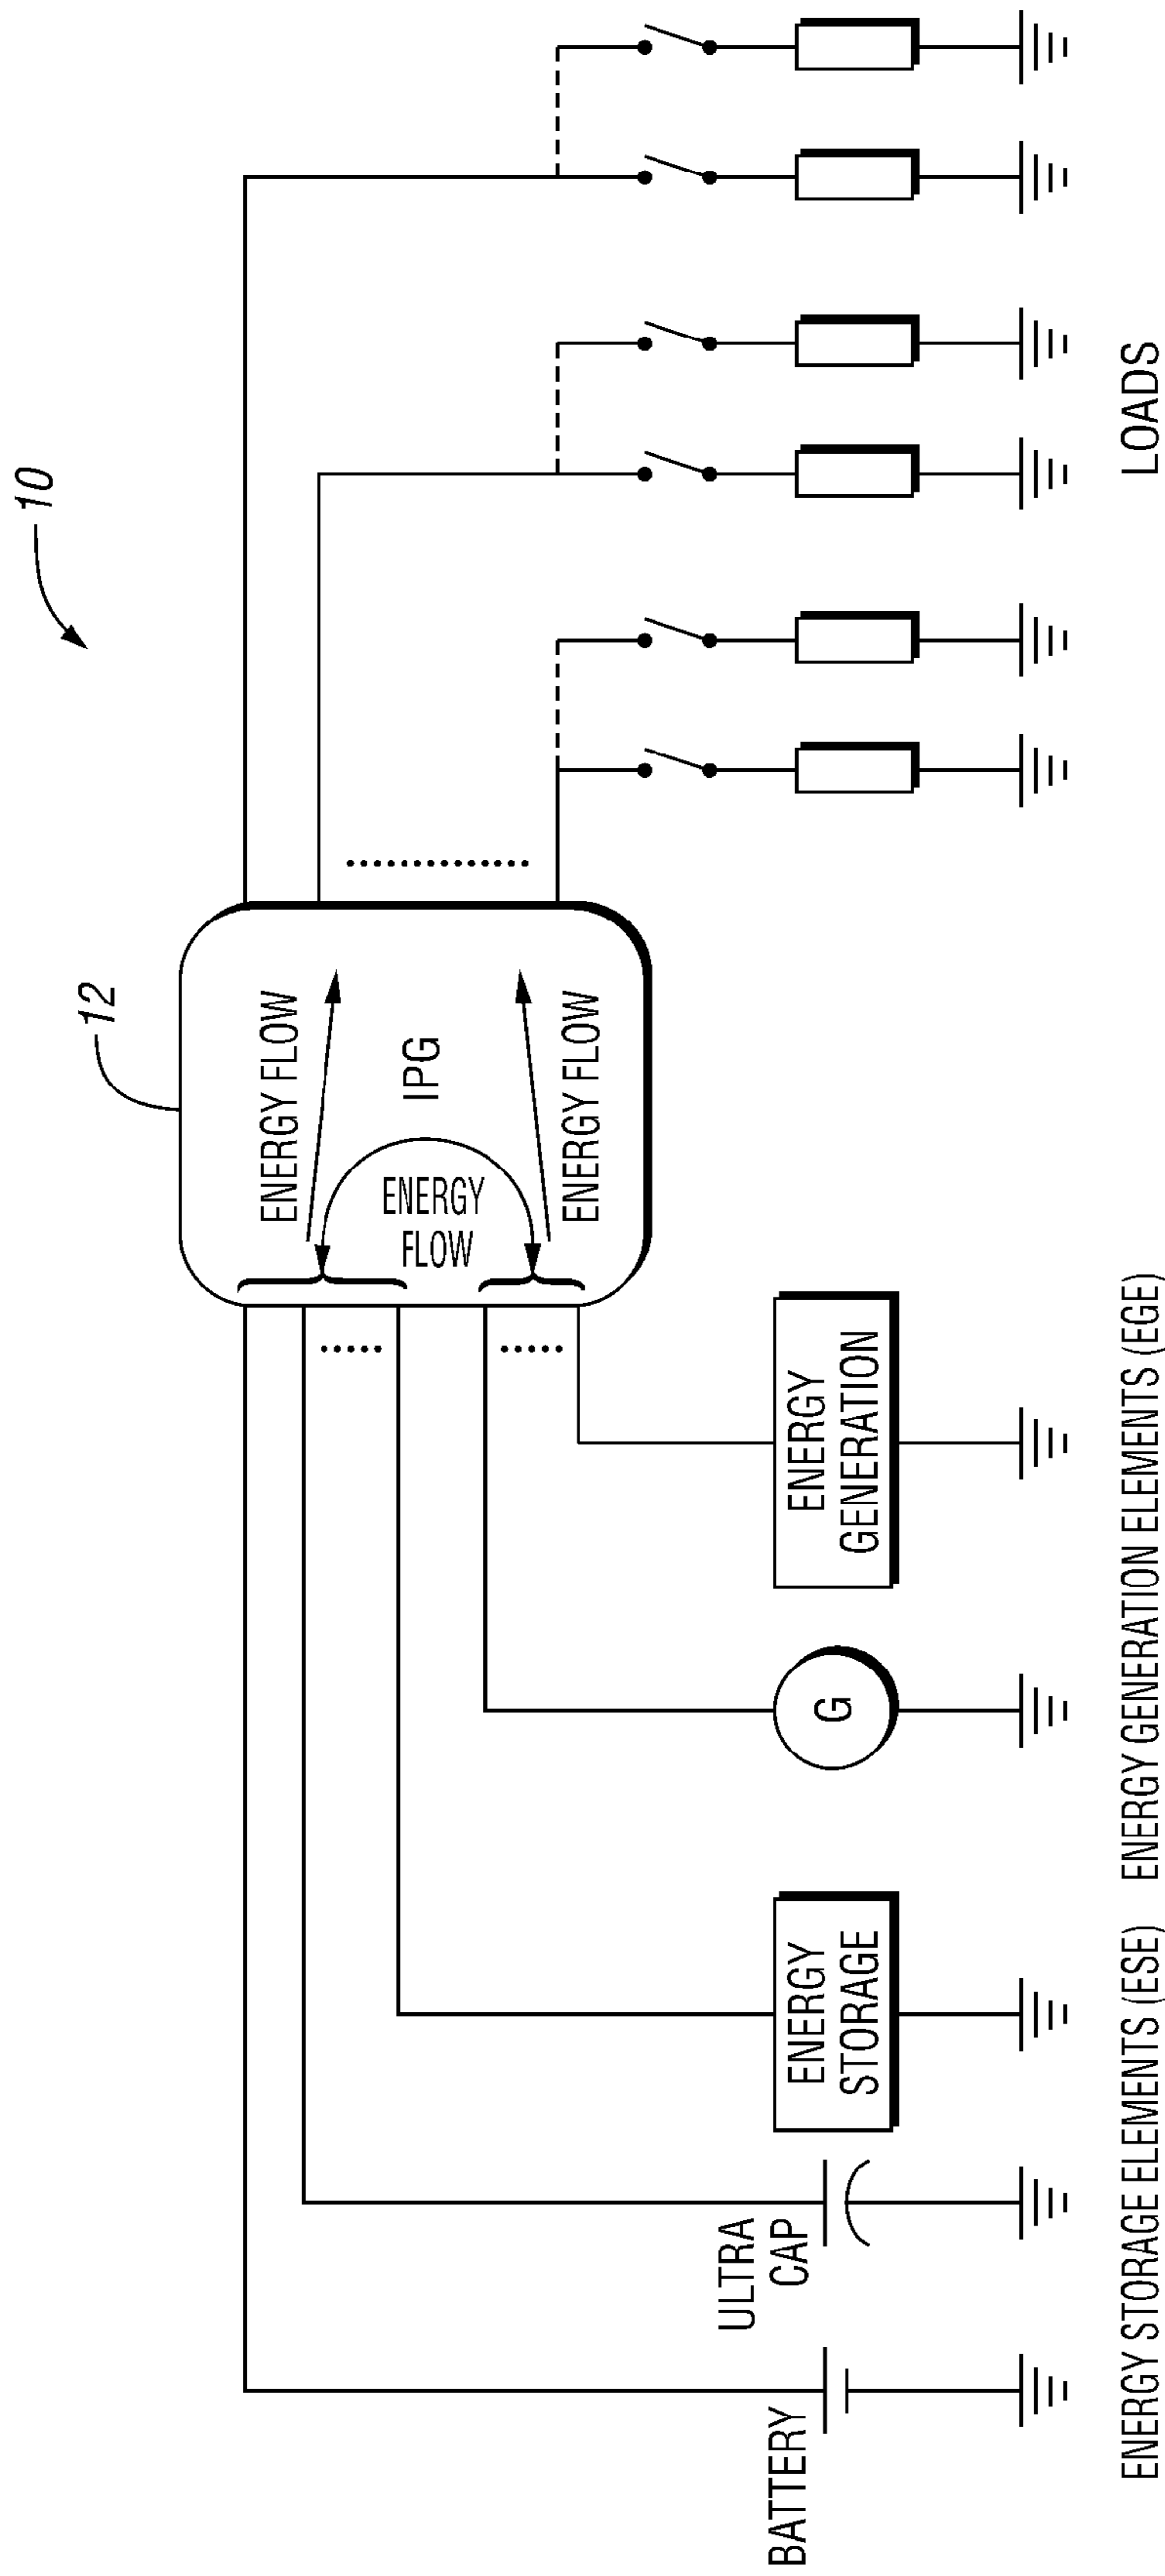 10
12
ENERGY FLOW
IPG
ENERGY
FLOW
ENERGY FLOW
BATTERY
ULTRA
CAP
ENERGY
STORAGE
G
ENERGY
GENERATION
ENERGY STORAGE ELEMENTS (ESE)
ENERGY GENERATION ELEMENTS (EGE)
LOADS